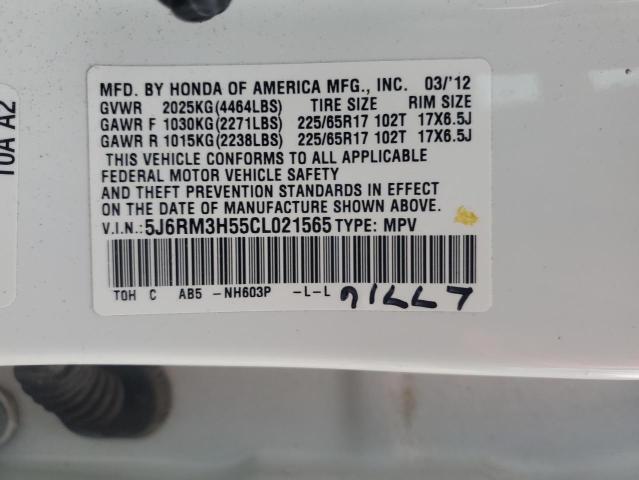 MFD. BY HONDA OF AMERICA MFG., INC. 03/'12
GVWR 2025KG(4464LBS) TIRE SIZE RIM SIZE
GAWR F 1030KG(2271LBS) 225/65R17 102T 17X6.5J
GAWR R 1015KG(2238LBS) 225/65R17 102T 17X6.5J
THIS VEHICLE CONFORMS TO ALL APPLICABLE
FEDERAL MOTOR VEHICLE SAFETY
AND THEFT PREVENTION STANDARDS IN EFFECT
ON THE DATE OF MANUFACTURE SHOWN ABOVE.
V.I.N.: 5J6RM3H55CL021565 TYPE: MPV
TOH C AB5 -NH603P -L-L
T0A A2